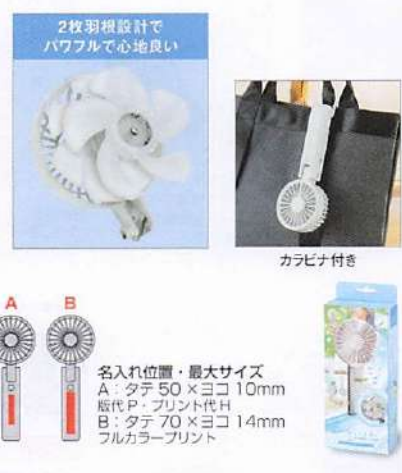 2枚羽根設計で
パワフルで心地良い
カラビナ付き
A B
名入れ位置・最大サイズ
A：タテ50×ヨコ10mm
版代P・プリント代H
B：タテ70×ヨコ14mm
フルカラープリント